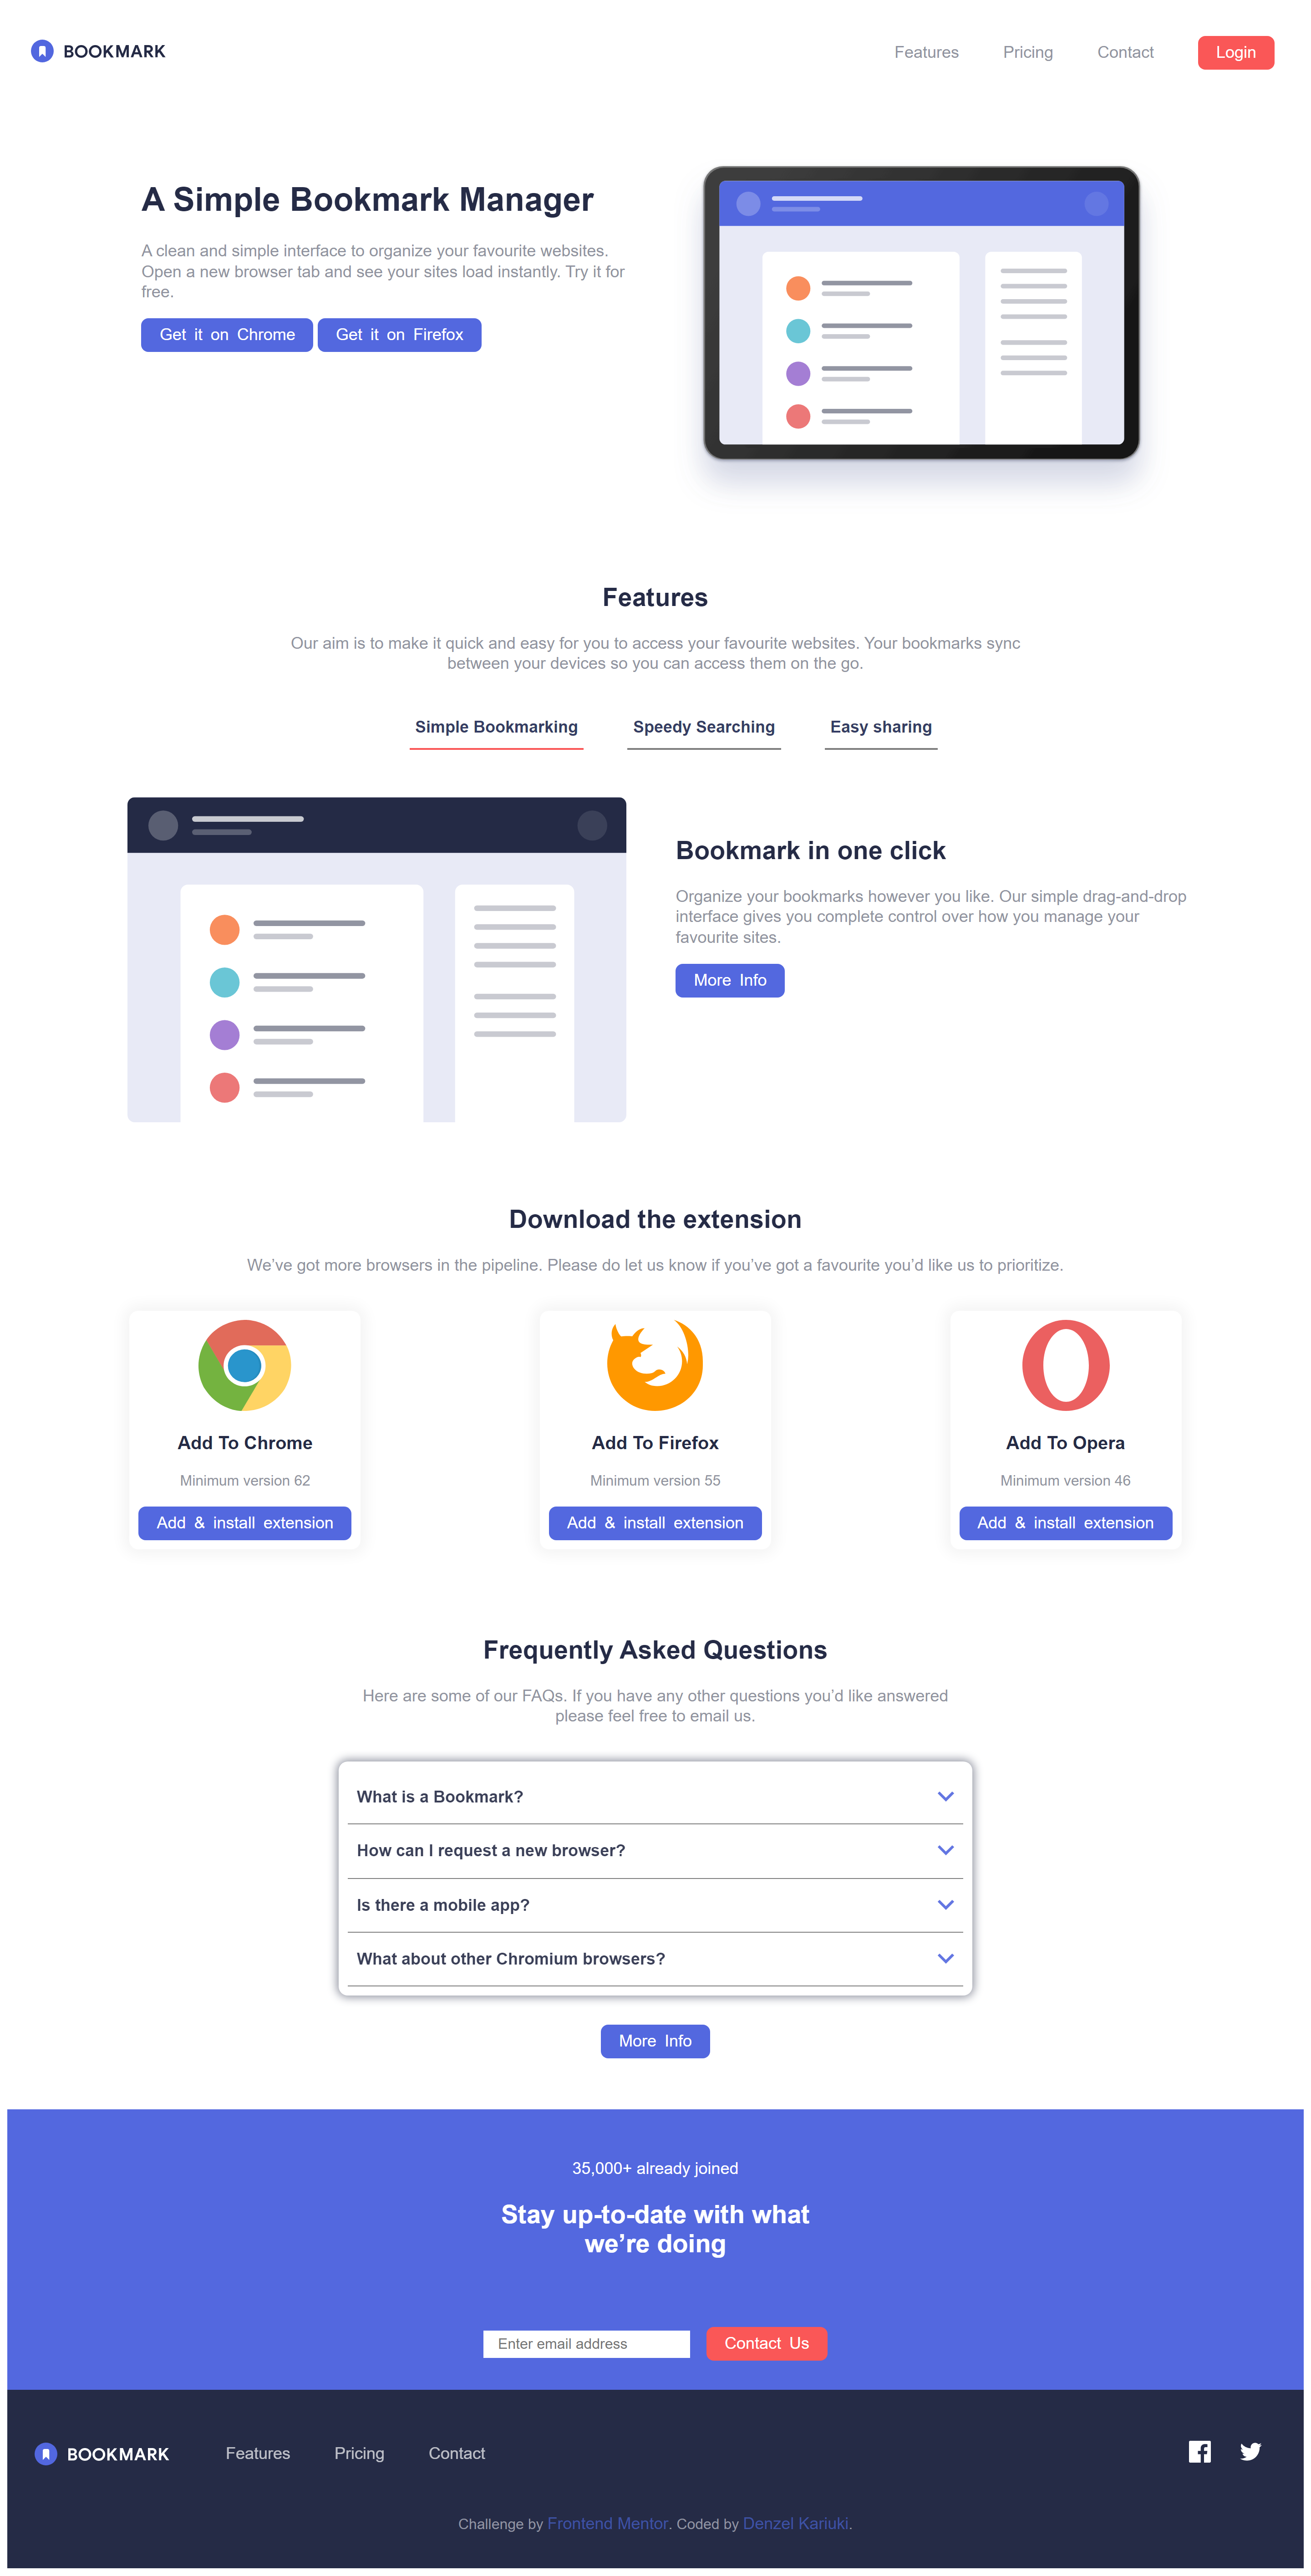 BOOKMARK
Features
Pricing
Contact
Login
A Simple Bookmark Manager
A clean and simple interface to organize your favourite websites.
Open a new browser tab and see your sites load instantly. Try it for
free.
Get it on Chrome
Get it on Firefox
Features
Our aim is to make it quick and easy for you to access your favourite websites. Your bookmarks sync
between your devices so you can access them on the go.
Simple Bookmarking
Speedy Searching
Easy sharing
Bookmark in one click
Organize your bookmarks however you like. Our simple drag-and-drop
interface gives you complete control over how you manage your
favourite sites.
More Info
Download the extension
We’ve got more browsers in the pipeline. Please do let us know if you’ve got a favourite you’d like us to prioritize.
Add To Chrome
Minimum version 62
Add & install extension
Add To Firefox
Minimum version 55
Add & install extension
Add To Opera
Minimum version 46
Add & install extension
Frequently Asked Questions
Here are some of our FAQs. If you have any other questions you’d like answered
please feel free to email us.
What is a Bookmark?
How can I request a new browser?
Is there a mobile app?
What about other Chromium browsers?
More Info
35,000+ already joined
Stay up-to-date with what
we’re doing
Enter email address
Contact Us
BOOKMARK
Features
Pricing
Contact
Challenge by Frontend Mentor. Coded by Denzel Kariuki.